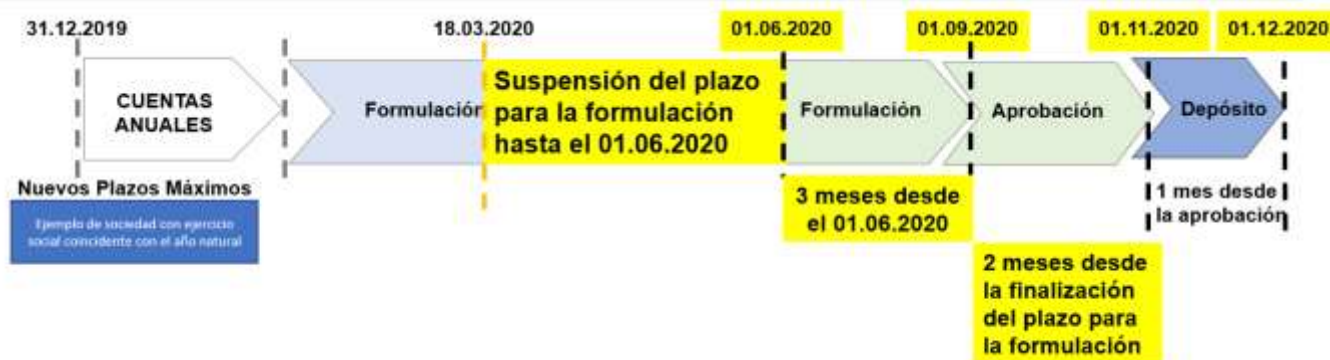 31.12.2019
18.03.2020
01.06.2020
01.09.2020
01.11.2020
01.12.2020
CUENTAS
ANUALES
Formulación
Suspensión del plazo
para la formulación
hasta el 01.06.2020
Formulación
Aprobación
Depósito
Nuevos Plazos Máximos
Ejemplo de sociedad con ejercicio
social coincidente con el año natural
3 meses desde
el 01.06.2020
1 mes desde
la aprobación
2 meses desde
la finalización
del plazo para
la formulación